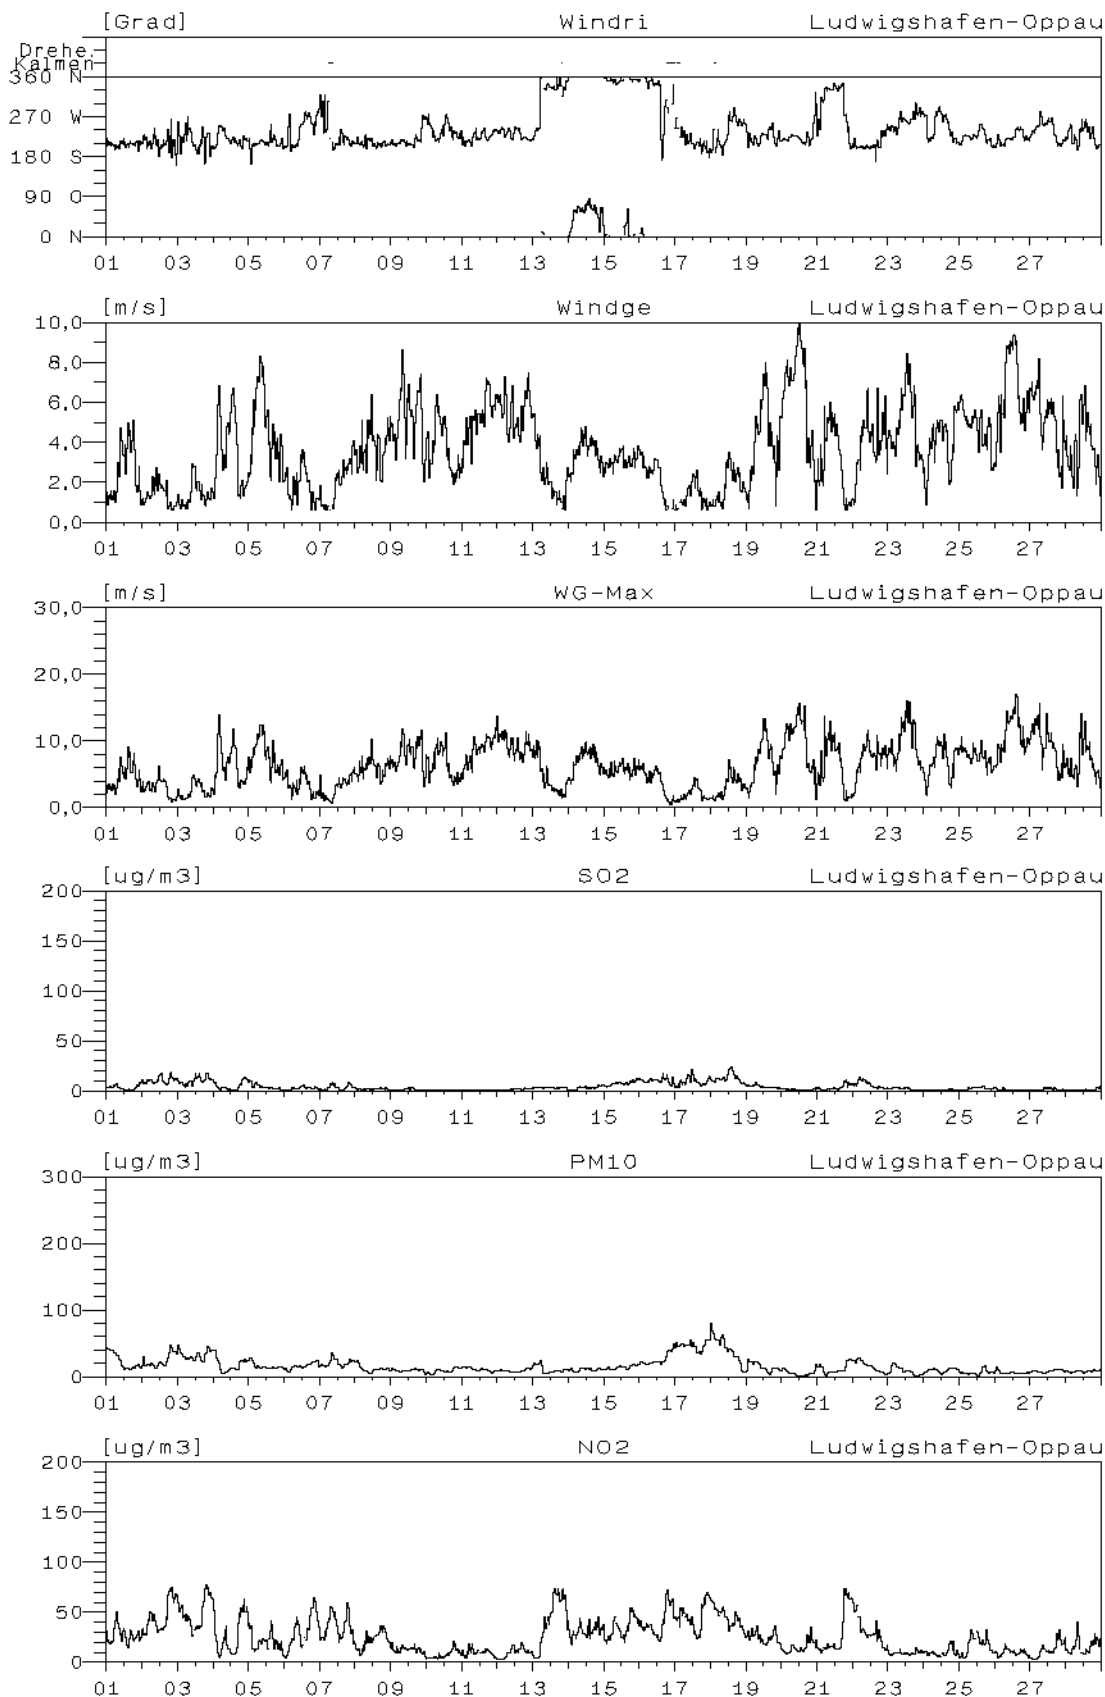 [Grad] Windri Ludwigshafen-Oppau
Drehe.
Kalmen
360 N
270 W
180 S
90 O
0 N
01 03 05 07 09 11 13 15 17 19 21 23 25 27
[m/s] Windge Ludwigshafen-Oppau
10,0
8,0
6,0
4,0
2,0
0,0
01 03 05 07 09 11 13 15 17 19 21 23 25 27
[m/s] WG-Max Ludwigshafen-Oppau
30,0
20,0
10,0
0,0
01 03 05 07 09 11 13 15 17 19 21 23 25 27
[ug/m3] SO2 Ludwigshafen-Oppau
200
150
100
50
0
01 03 05 07 09 11 13 15 17 19 21 23 25 27
[ug/m3] PM10 Ludwigshafen-Oppau
300
200
100
0
01 03 05 07 09 11 13 15 17 19 21 23 25 27
[ug/m3] NO2 Ludwigshafen-Oppau
200
150
100
50
0
01 03 05 07 09 11 13 15 17 19 21 23 25 27